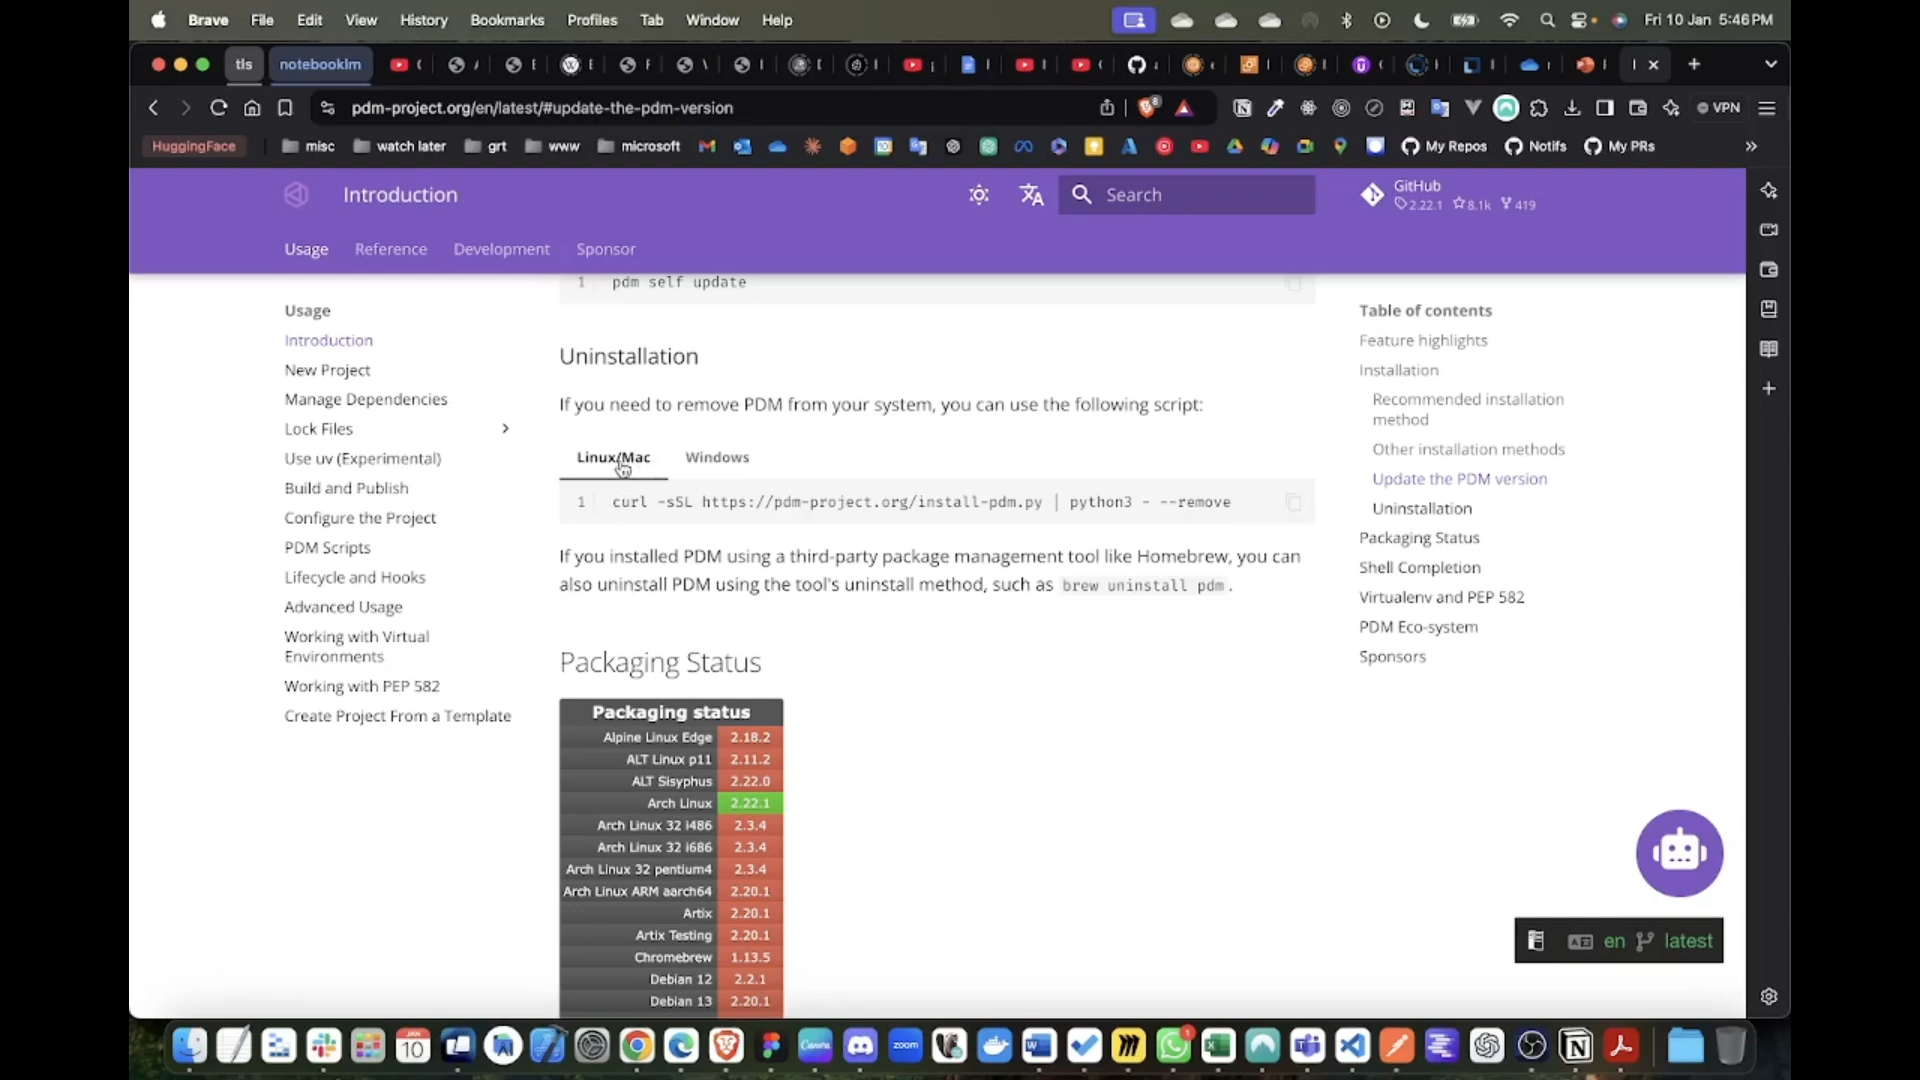 Brave File Edit View History Bookmarks Profiles Tab Window Help Fri 10 Jan 5:46 PM
tls notebooklm
pdm-project.org/en/latest/#update-the-pdm-version VPN
HuggingFace misc watch later grt www microsoft My Repos Notifs My PRs
Introduction
Search
GitHub
2.22.1 8.1k 419
Usage Reference Development Sponsor
Usage
Introduction
New Project
Manage Dependencies
Lock Files
Use uv (Experimental)
Build and Publish
Configure the Project
PDM Scripts
Lifecycle and Hooks
Advanced Usage
Working with Virtual
Environments
Working with PEP 582
Create Project From a Template
1 pdm self update
Uninstallation
If you need to remove PDM from your system, you can use the following script:
Linux/Mac Windows
1 curl -sSL https://pdm-project.org/install-pdm.py | python3 - --remove
If you installed PDM using a third-party package management tool like Homebrew, you can
also uninstall PDM using the tool's uninstall method, such as brew uninstall pdm.
Packaging Status
Packaging status
Alpine Linux Edge 2.18.2
ALT Linux p11 2.11.2
ALT Sisyphus 2.22.0
Arch Linux 2.22.1
Arch Linux 32 i486 2.3.4
Arch Linux 32 i686 2.3.4
Arch Linux 32 pentium4 2.3.4
Arch Linux ARM aarch64 2.20.1
Artix 2.20.1
Artix Testing 2.20.1
Chromebrew 1.13.5
Debian 12 2.2.1
Debian 13 2.20.1
Table of contents
Feature highlights
Installation
Recommended installation
method
Other installation methods
Update the PDM version
Uninstallation
Packaging Status
Shell Completion
Virtualenv and PEP 582
PDM Eco-system
Sponsors
en latest
JAN
10
Canva
zoom